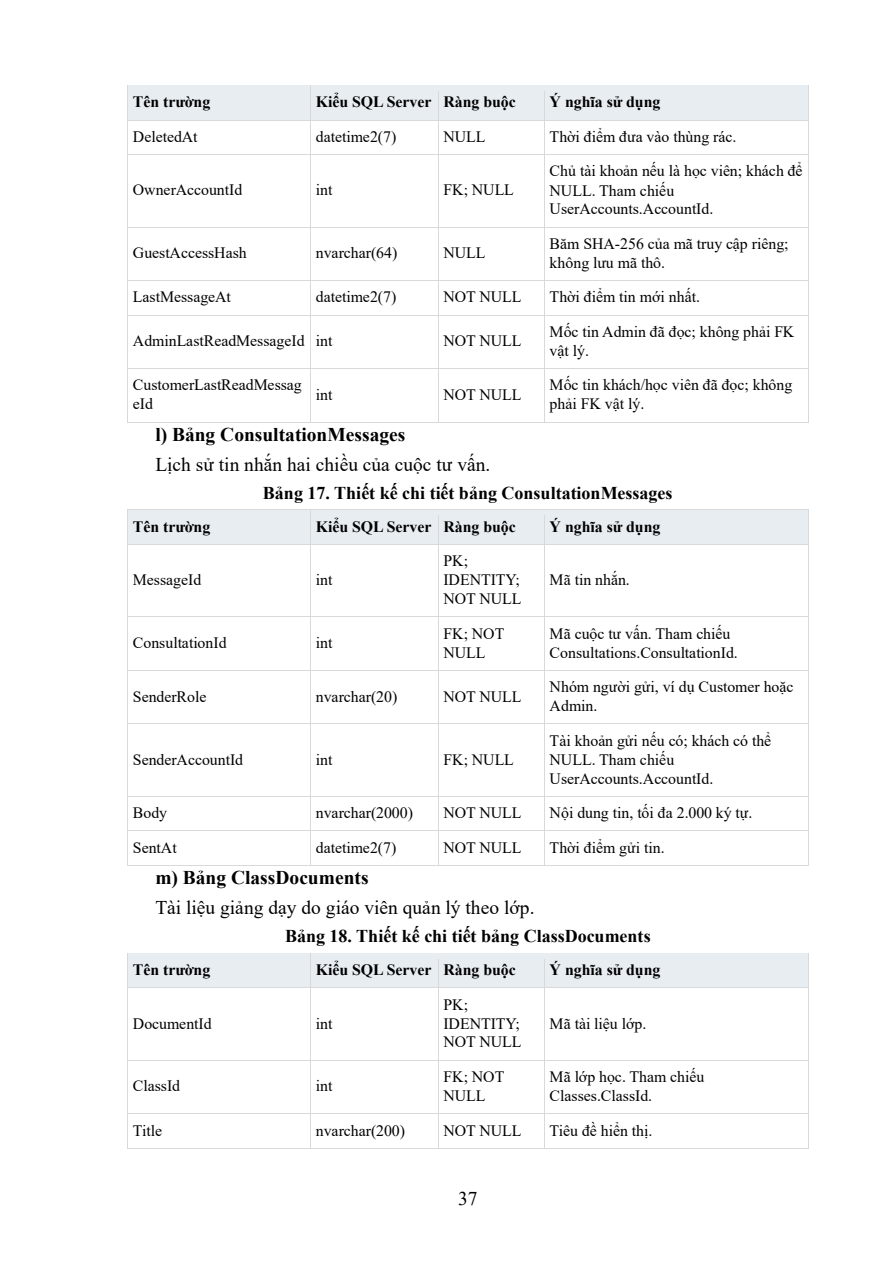 Tên trường Kiểu SQL Server Ràng buộc Ý nghĩa sử dụng
DeletedAt datetime2(7) NULL Thời điểm đưa vào thùng rác.
OwnerAccountId int FK; NULL Chủ tài khoản nếu là học viên; khách để
NULL. Tham chiếu
UserAccounts.AccountId.
GuestAccessHash nvarchar(64) NULL Băm SHA-256 của mã truy cập riêng;
không lưu mã thô.
LastMessageAt datetime2(7) NOT NULL Thời điểm tin mới nhất.
AdminLastReadMessageId int NOT NULL Mốc tin Admin đã đọc; không phải FK
vật lý.
CustomerLastReadMessag
eId int NOT NULL Mốc tin khách/học viên đã đọc; không
phải FK vật lý.
l) Bảng ConsultationMessages
Lịch sử tin nhắn hai chiều của cuộc tư vấn.
Bảng 17. Thiết kế chi tiết bảng ConsultationMessages
Tên trường Kiểu SQL Server Ràng buộc Ý nghĩa sử dụng
MessageId int PK;
IDENTITY;
NOT NULL Mã tin nhắn.
ConsultationId int FK; NOT
NULL Mã cuộc tư vấn. Tham chiếu
Consultations.ConsultationId.
SenderRole nvarchar(20) NOT NULL Nhóm người gửi, ví dụ Customer hoặc
Admin.
SenderAccountId int FK; NULL Tài khoản gửi nếu có; khách có thể
NULL. Tham chiếu
UserAccounts.AccountId.
Body nvarchar(2000) NOT NULL Nội dung tin, tối đa 2.000 ký tự.
SentAt datetime2(7) NOT NULL Thời điểm gửi tin.
m) Bảng ClassDocuments
Tài liệu giảng dạy do giáo viên quản lý theo lớp.
Bảng 18. Thiết kế chi tiết bảng ClassDocuments
Tên trường Kiểu SQL Server Ràng buộc Ý nghĩa sử dụng
DocumentId int PK;
IDENTITY;
NOT NULL Mã tài liệu lớp.
ClassId int FK; NOT
NULL Mã lớp học. Tham chiếu
Classes.ClassId.
Title nvarchar(200) NOT NULL Tiêu đề hiển thị.
37